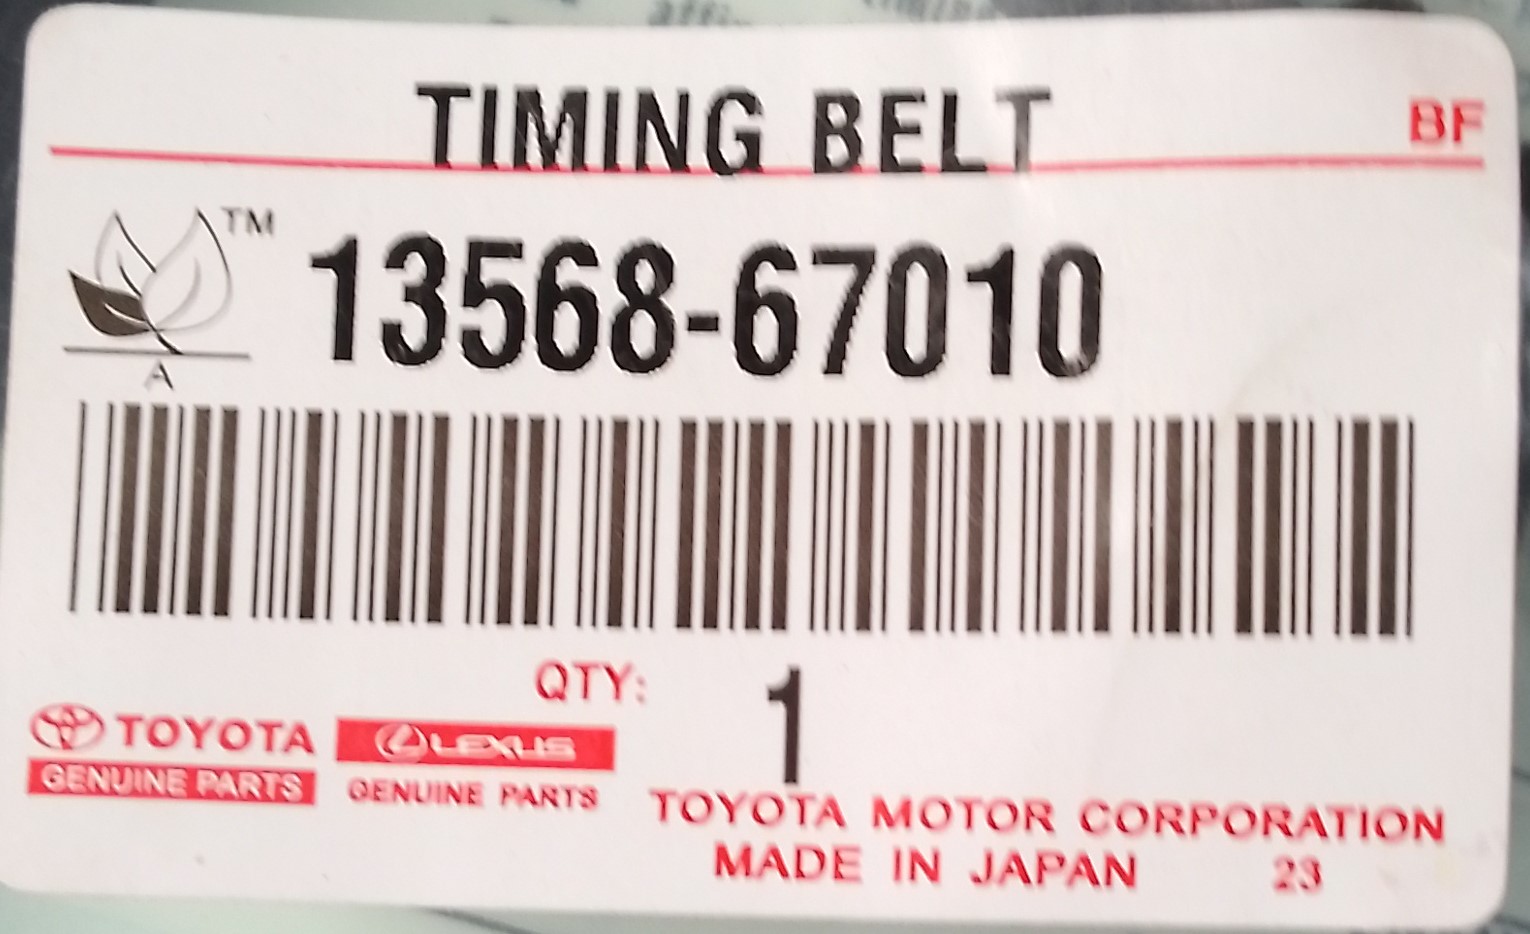 TIMING BELT
BF
TM
13568-67010
A
QTY: 1
TOYOTA
GENUINE PARTS
LEXUS
GENUINE PARTS
TOYOTA MOTOR CORPORATION
MADE IN JAPAN 23